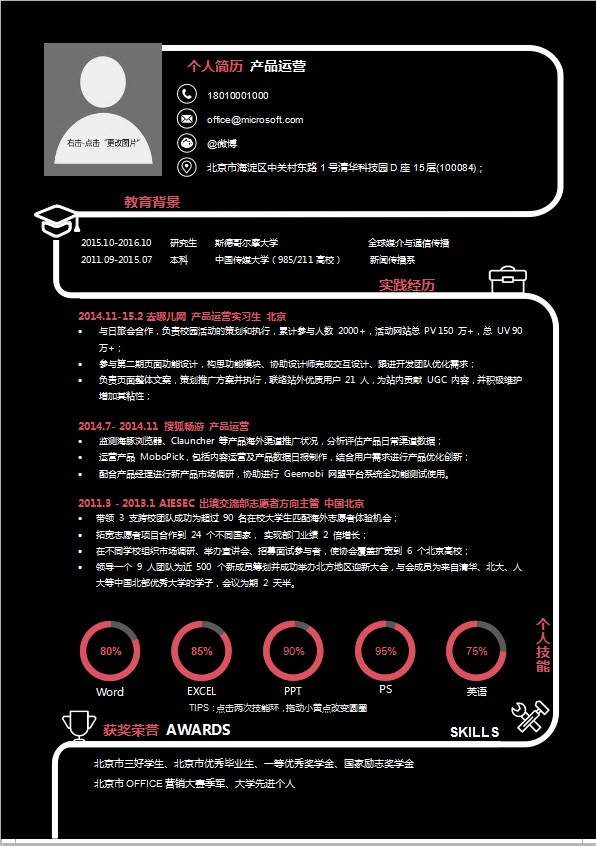 个人简历 产品运营
右击-点击“更改图片”
18010001000
office@microsoft.com
@微博
北京市海淀区中关村东路 1 号清华科技园 D 座 15 层(100084)；
教育背景
2015.10-2016.10 研究生 斯德哥尔摩大学 全球媒介与通信传播
2011.09-2015.07 本科 中国传媒大学（985/211 高校） 新闻传播系
实践经历
2014.11-15.2 去哪儿网 产品运营实习生 北京
• 与日旅会合作，负责校园活动的策划和执行，累计参与人数 2000+，活动网站总 PV 150 万+，总 UV 90
万+；
• 参与第二期页面功能设计，构思功能模块、协助设计师完成交互设计、跟进开发团队优化需求；
• 负责页面整体文案，策划推广方案并执行，联络站外优质用户 21 人，为站内贡献 UGC 内容，并积极维护
增加其粘性；
2014.7- 2014.11 搜狐畅游 产品运营
• 监测海豚浏览器、Clauncher 等产品海外渠道推广状况，分析评估产品日常渠道数据；
• 运营产品 MoboPick，包括内容运营及产品数据日报制作，结合用户需求进行产品优化创新；
• 配合产品经理进行新产品市场调研，协助进行 Geemobi 网盟平台系统全功能测试使用。
2011.3 - 2013.1 AIESEC 出境交流部志愿者方向主管 中国北京
• 带领 3 支跨校团队成功为超过 90 名在校大学生匹配海外志愿者体验机会；
• 拓宽志愿者项目合作到 24 个不同国家， 实现部门业绩 2 倍增长；
• 在不同学校组织市场调研、举办宣讲会、招募面试参与者，使协会覆盖扩宽到 6 个北京高校；
• 领导一个 9 人团队为近 500 个新成员筹划并成功举办北方地区迎新大会，与会成员为来自清华、北大、人
大等中国北部优秀大学的学子，会议为期 2 天半。
80% 85% 90% 95% 75%
Word EXCEL PPT PS 英语
个人技能
TIPS：点击两次技能环，拖动小黄点改变圆圈
获奖荣誉 AWARDS
SKILLS
北京市三好学生、北京市优秀毕业生、一等优秀奖学金、国家励志奖学金
北京市 OFFICE 营销大赛季军、大学先进个人